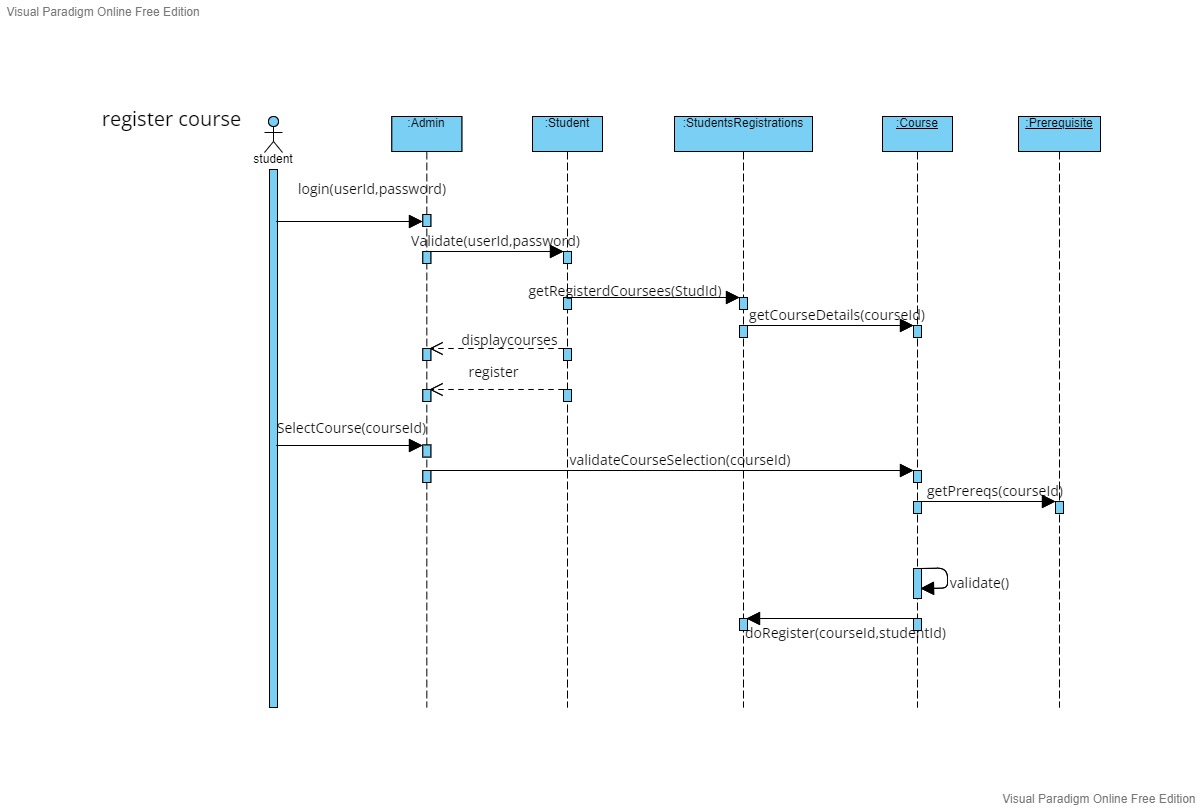 Visual Paradigm Online Free Edition
register course
student
:Admin
:Student
:StudentsRegistrations
:Course
:Prerequisite
login(userId,password)
Validate(userId,password)
getRegisterdCoursees(StudId)
getCourseDetails(courseId)
displaycourses
register
SelectCourse(courseId)
validateCourseSelection(courseId)
getPrereqs(courseId)
validate()
doRegister(courseId,studentId)
Visual Paradigm Online Free Edition